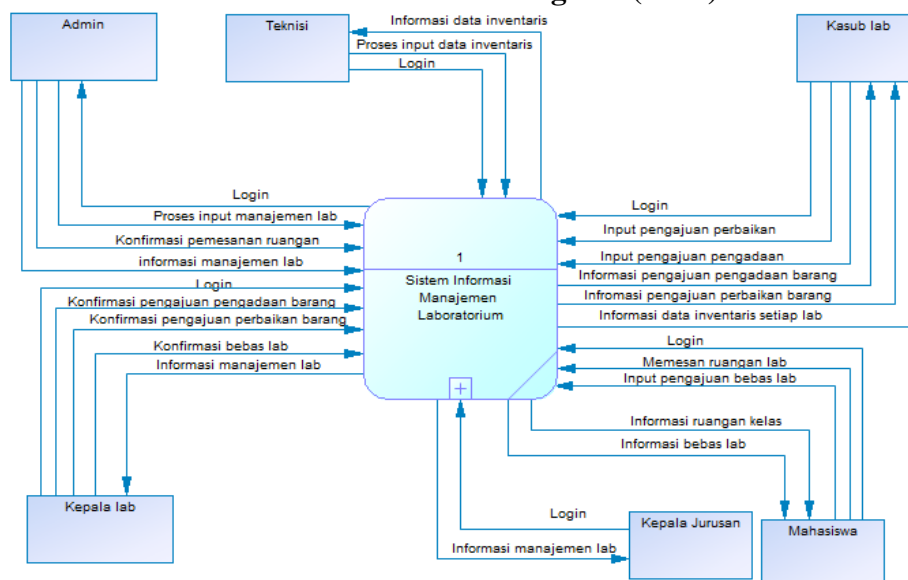 Admin
Teknisi
Informasi data inventaris
Proses input data inventaris
Login
Kasub lab
Login
Proses input manajemen lab
Konfirmasi pemesanan ruangan
informasi manajemen lab
Login
Konfirmasi pengajuan pengadaan barang
Konfirmasi pengajuan perbaikan barang
Konfirmasi bebas lab
Informasi manajemen lab
1
Sistem Informasi
Manajemen
Laboratorium
+
Login
Input pengajuan perbaikan
Input pengajuan pengadaan
Informasi pengajuan pengadaan barang
Infromasi pengajuan perbaikan barang
Informasi data inventaris setiap lab
Login
Memesan ruangan lab
Input pengajuan bebas lab
Informasi ruangan kelas
Informasi bebas lab
Kepala lab
Login
Informasi manajemen lab
Kepala Jurusan
Mahasiswa